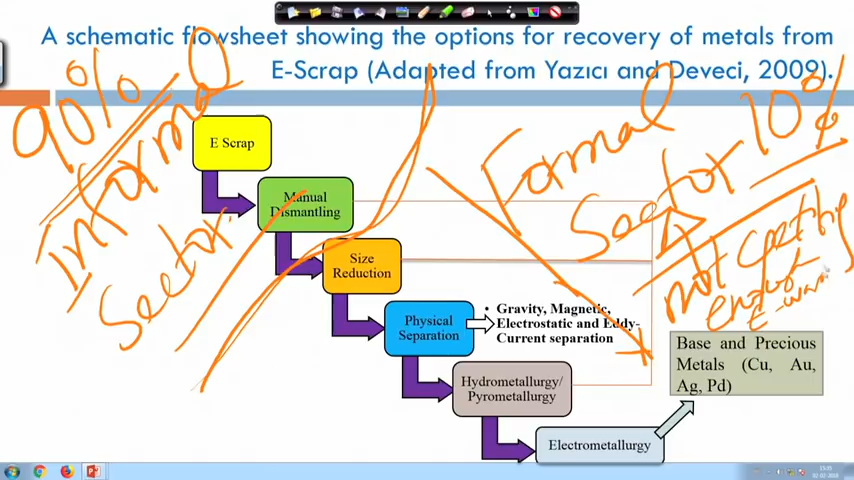 A schematic flowsheet showing the options for recovery of metals from
E-Scrap (Adapted from Yazıcı and Deveci, 2009).
90%
Informal
Sector
Formal
Sector 10%
not getting
enough
E Scrap
Manual
Dismantling
Size
Reduction
Physical
Separation
• Gravity, Magnetic,
Electrostatic and Eddy-
Current separation
Hydrometallurgy/
Pyrometallurgy
Electrometallurgy
Base and Precious
Metals (Cu, Au,
Ag, Pd)